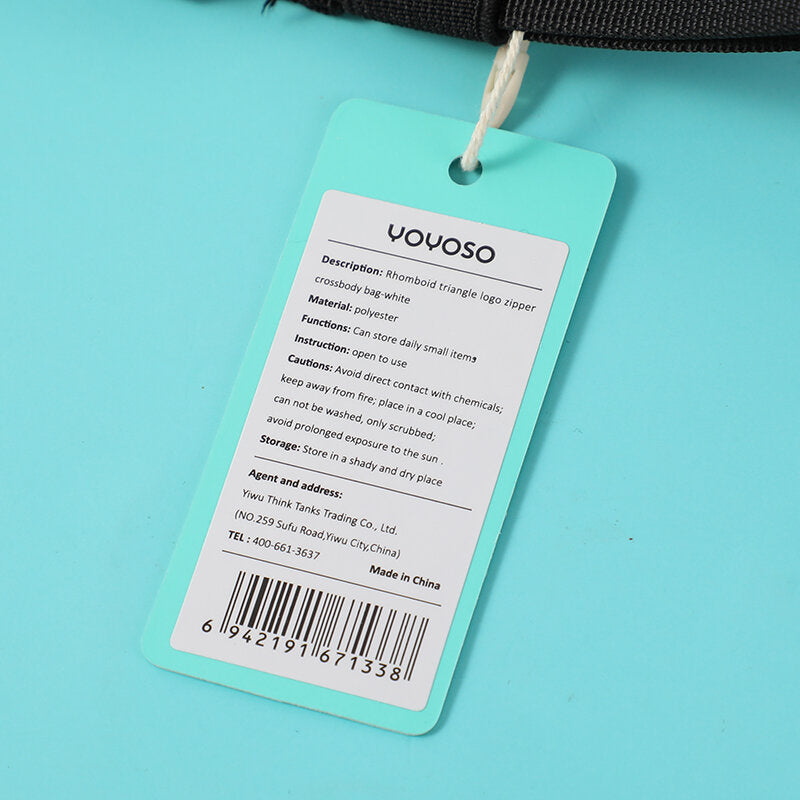 YOYOSO
Description: Rhomboid triangle logo zipper
crossbody bag-white
Material: polyester
Functions: Can store daily small items
Instruction: open to use
Cautions: Avoid direct contact with chemicals;
keep away from fire; place in a cool place;
can not be washed, only scrubbed;
avoid prolonged exposure to the sun .
Storage: Store in a shady and dry place
Agent and address:
Yiwu Think Tanks Trading Co., Ltd.
(NO.259 Sufu Road,Yiwu City,China)
TEL : 400-661-3637
Made in China
6 942191 671338